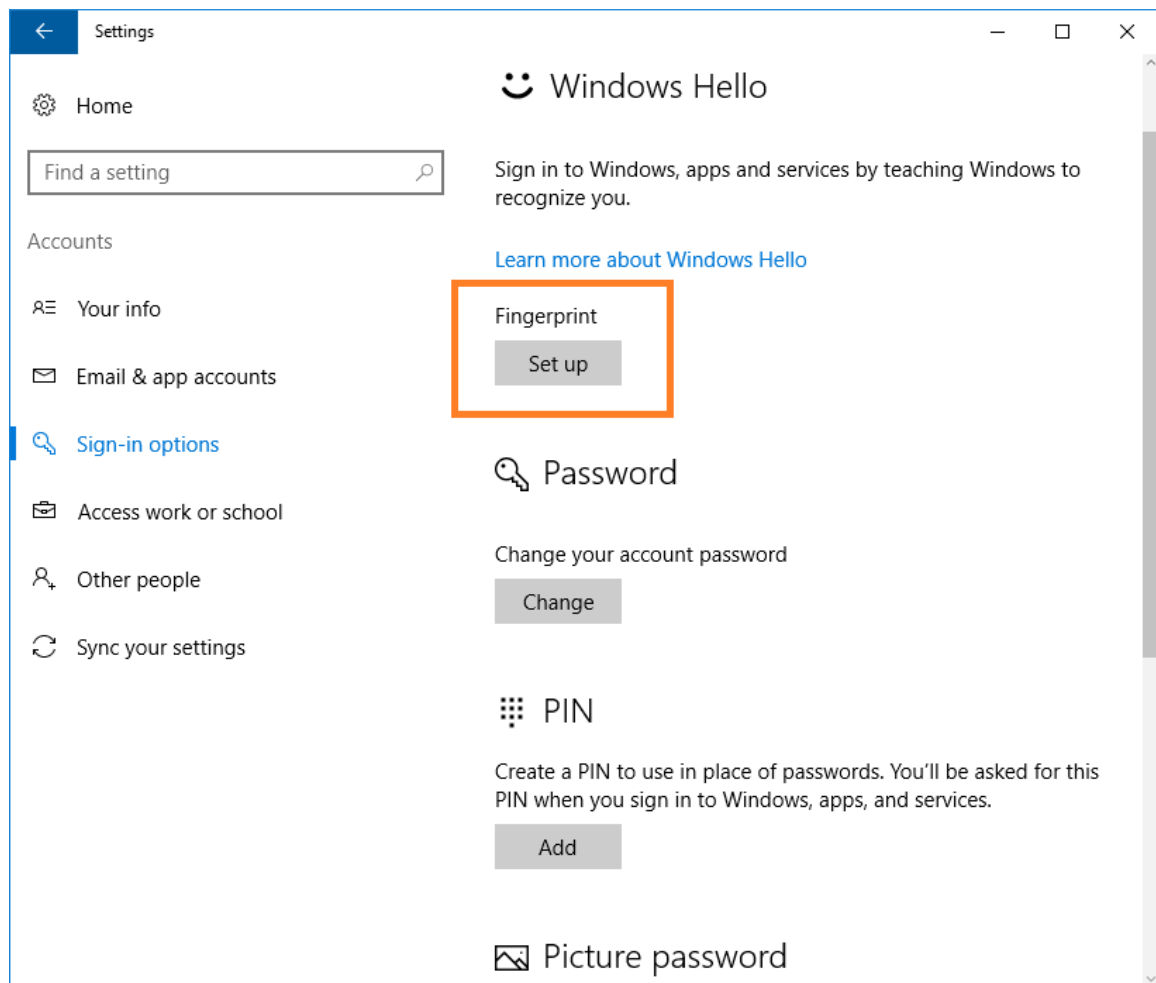 Settings
Home
Find a setting
Accounts
Your info
Email & app accounts
Sign-in options
Access work or school
Other people
Sync your settings
Windows Hello
Sign in to Windows, apps and services by teaching Windows to
recognize you.
Learn more about Windows Hello
Fingerprint
Set up
Password
Change your account password
Change
PIN
Create a PIN to use in place of passwords. You’ll be asked for this
PIN when you sign in to Windows, apps, and services.
Add
Picture password